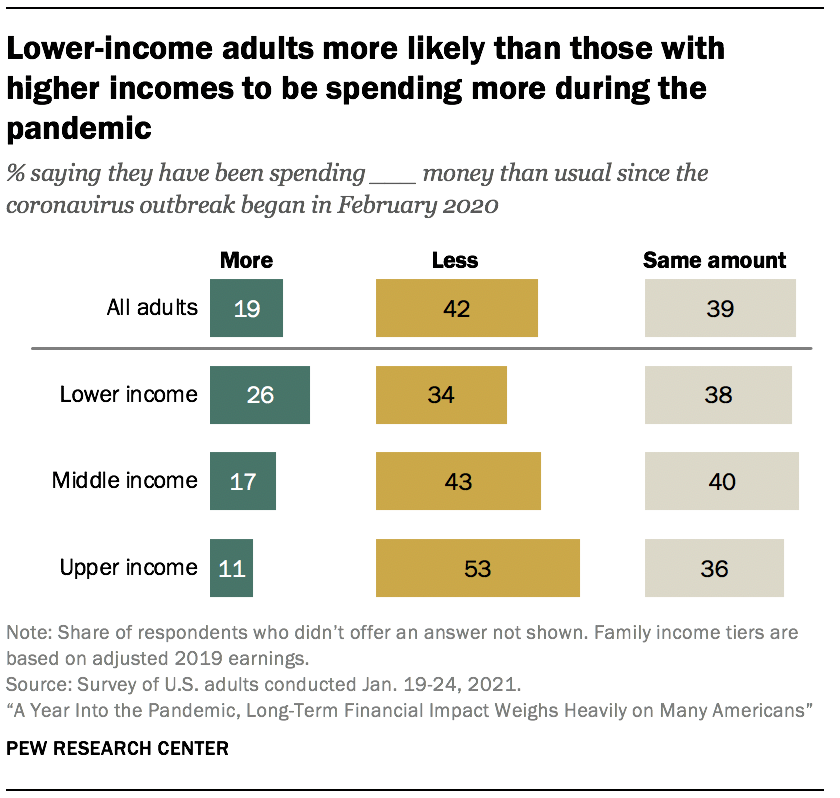 Lower-income adults more likely than those with
higher incomes to be spending more during the
pandemic
% saying they have been spending ___ money than usual since the
coronavirus outbreak began in February 2020
More Less Same amount
All adults 19 42 39
Lower income 26 34 38
Middle income 17 43 40
Upper income 11 53 36
Note: Share of respondents who didn’t offer an answer not shown. Family income tiers are
based on adjusted 2019 earnings.
Source: Survey of U.S. adults conducted Jan. 19-24, 2021.
“A Year Into the Pandemic, Long-Term Financial Impact Weighs Heavily on Many Americans”
PEW RESEARCH CENTER